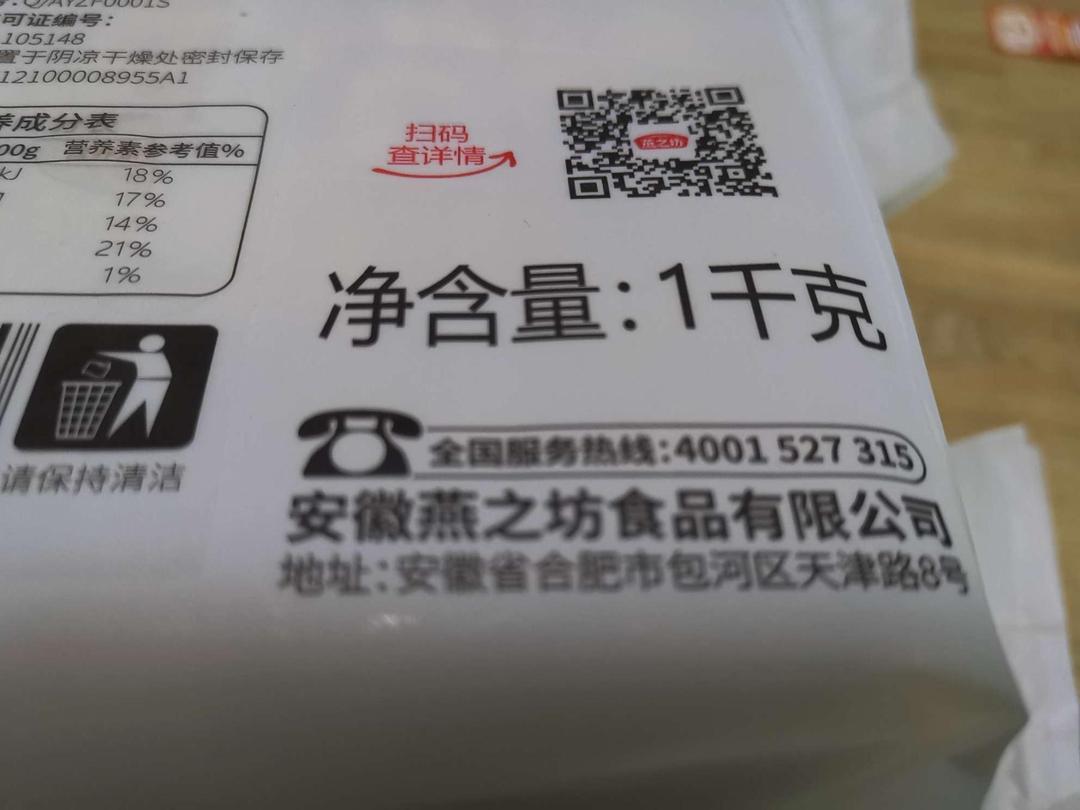 可证编号：
105148
置于阴凉干燥处密封保存
12100008955A1
养成分表
00g 营养素参考值%
kJ 18%
17%
14%
21%
1%
扫码
查详情
燕之坊
净含量：1千克
请保持清洁
全国服务热线：4001 527 315
安徽燕之坊食品有限公司
地址：安徽省合肥市包河区天津路8号